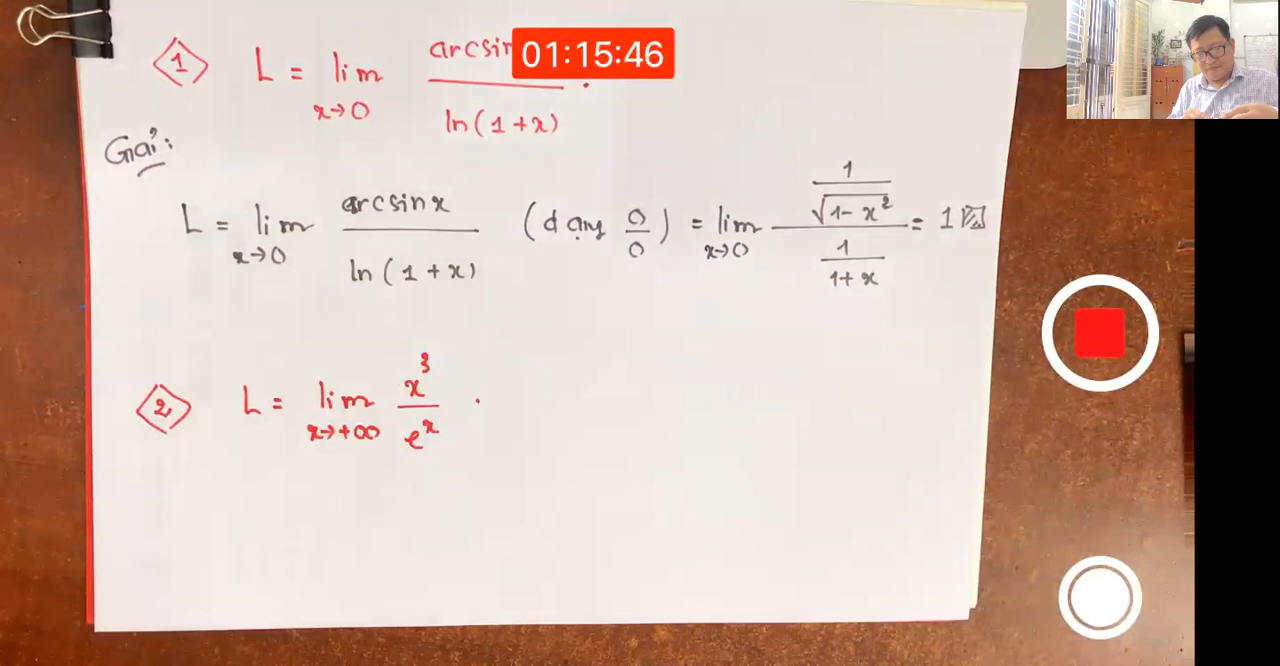 1 L = lim x→0 arcsin / ln(1+x) .
01:15:46
Giải:
L = lim x→0 arcsinx / ln(1+x) (dạng 0/0) = lim x→0 (1/√(1-x²)) / (1/(1+x)) = 1
2 L = lim x→+∞ x³/eˣ .